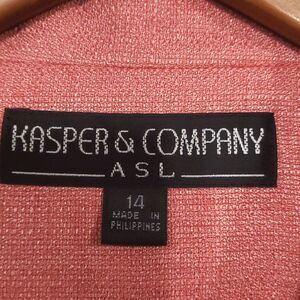 KASPER & COMPANY
ASL
14
MADE IN
PHILIPPINES